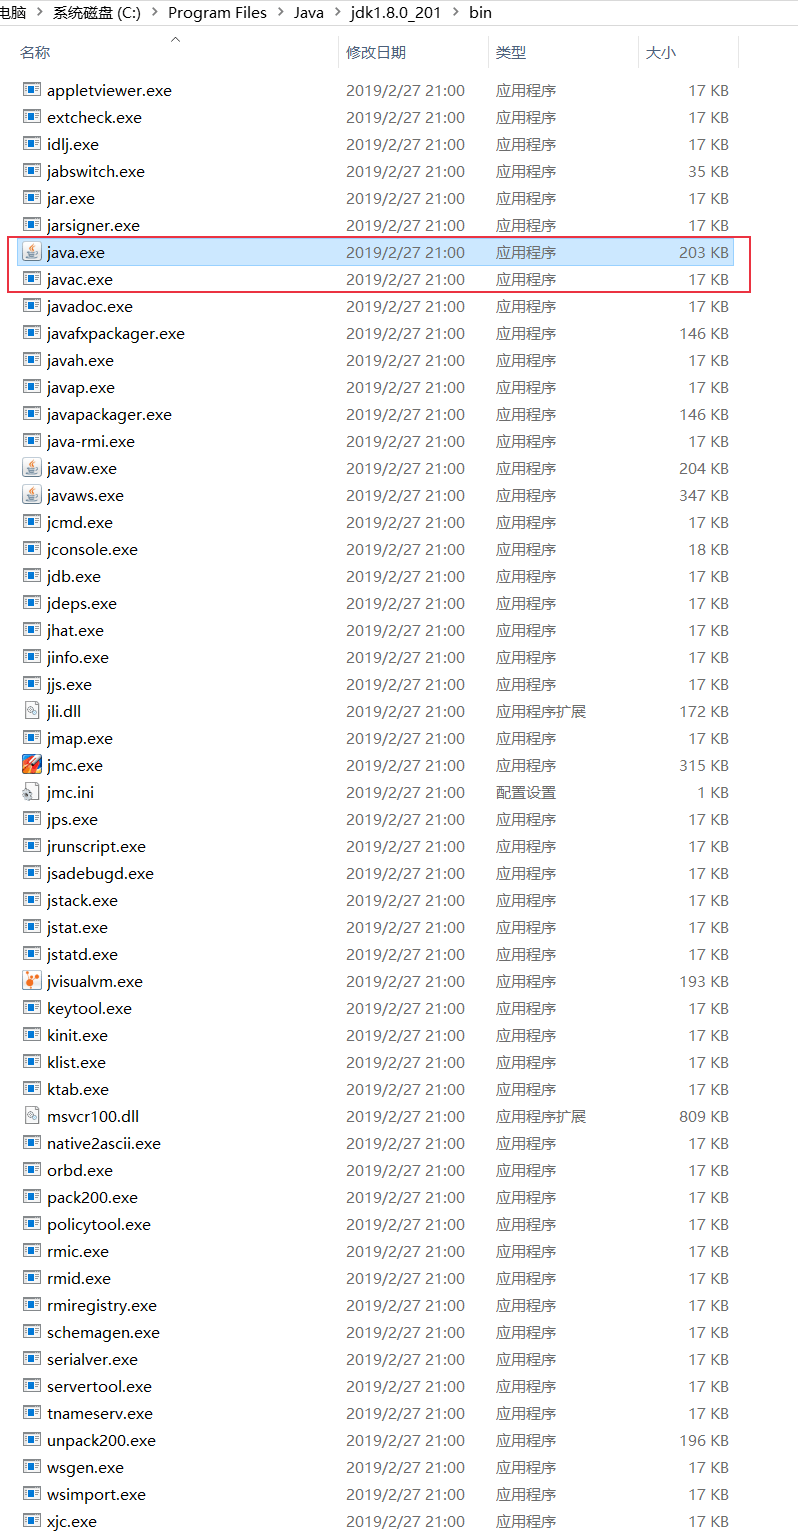 电脑 > 系统磁盘 (C:) > Program Files > Java > jdk1.8.0_201 > bin
名称 修改日期 类型 大小
appletviewer.exe 2019/2/27 21:00 应用程序 17 KB
extcheck.exe 2019/2/27 21:00 应用程序 17 KB
idlj.exe 2019/2/27 21:00 应用程序 17 KB
jabswitch.exe 2019/2/27 21:00 应用程序 35 KB
jar.exe 2019/2/27 21:00 应用程序 17 KB
jarsigner.exe 2019/2/27 21:00 应用程序 17 KB
java.exe 2019/2/27 21:00 应用程序 203 KB
javac.exe 2019/2/27 21:00 应用程序 17 KB
javadoc.exe 2019/2/27 21:00 应用程序 17 KB
javafxpackager.exe 2019/2/27 21:00 应用程序 146 KB
javah.exe 2019/2/27 21:00 应用程序 17 KB
javap.exe 2019/2/27 21:00 应用程序 17 KB
javapackager.exe 2019/2/27 21:00 应用程序 146 KB
java-rmi.exe 2019/2/27 21:00 应用程序 17 KB
javaw.exe 2019/2/27 21:00 应用程序 204 KB
javaws.exe 2019/2/27 21:00 应用程序 347 KB
jcmd.exe 2019/2/27 21:00 应用程序 17 KB
jconsole.exe 2019/2/27 21:00 应用程序 18 KB
jdb.exe 2019/2/27 21:00 应用程序 17 KB
jdeps.exe 2019/2/27 21:00 应用程序 17 KB
jhat.exe 2019/2/27 21:00 应用程序 17 KB
jinfo.exe 2019/2/27 21:00 应用程序 17 KB
jjs.exe 2019/2/27 21:00 应用程序 17 KB
jli.dll 2019/2/27 21:00 应用程序扩展 172 KB
jmap.exe 2019/2/27 21:00 应用程序 17 KB
jmc.exe 2019/2/27 21:00 应用程序 315 KB
jmc.ini 2019/2/27 21:00 配置设置 1 KB
jps.exe 2019/2/27 21:00 应用程序 17 KB
jrunscript.exe 2019/2/27 21:00 应用程序 17 KB
jsadebugd.exe 2019/2/27 21:00 应用程序 17 KB
jstack.exe 2019/2/27 21:00 应用程序 17 KB
jstat.exe 2019/2/27 21:00 应用程序 17 KB
jstatd.exe 2019/2/27 21:00 应用程序 17 KB
jvisualvm.exe 2019/2/27 21:00 应用程序 193 KB
keytool.exe 2019/2/27 21:00 应用程序 17 KB
kinit.exe 2019/2/27 21:00 应用程序 17 KB
klist.exe 2019/2/27 21:00 应用程序 17 KB
ktab.exe 2019/2/27 21:00 应用程序 17 KB
msvcr100.dll 2019/2/27 21:00 应用程序扩展 809 KB
native2ascii.exe 2019/2/27 21:00 应用程序 17 KB
orbd.exe 2019/2/27 21:00 应用程序 17 KB
pack200.exe 2019/2/27 21:00 应用程序 17 KB
policytool.exe 2019/2/27 21:00 应用程序 17 KB
rmic.exe 2019/2/27 21:00 应用程序 17 KB
rmid.exe 2019/2/27 21:00 应用程序 17 KB
rmiregistry.exe 2019/2/27 21:00 应用程序 17 KB
schemagen.exe 2019/2/27 21:00 应用程序 17 KB
serialver.exe 2019/2/27 21:00 应用程序 17 KB
servertool.exe 2019/2/27 21:00 应用程序 17 KB
tnameserv.exe 2019/2/27 21:00 应用程序 17 KB
unpack200.exe 2019/2/27 21:00 应用程序 196 KB
wsgen.exe 2019/2/27 21:00 应用程序 17 KB
wsimport.exe 2019/2/27 21:00 应用程序 17 KB
xjc.exe 2019/2/27 21:00 应用程序 17 KB